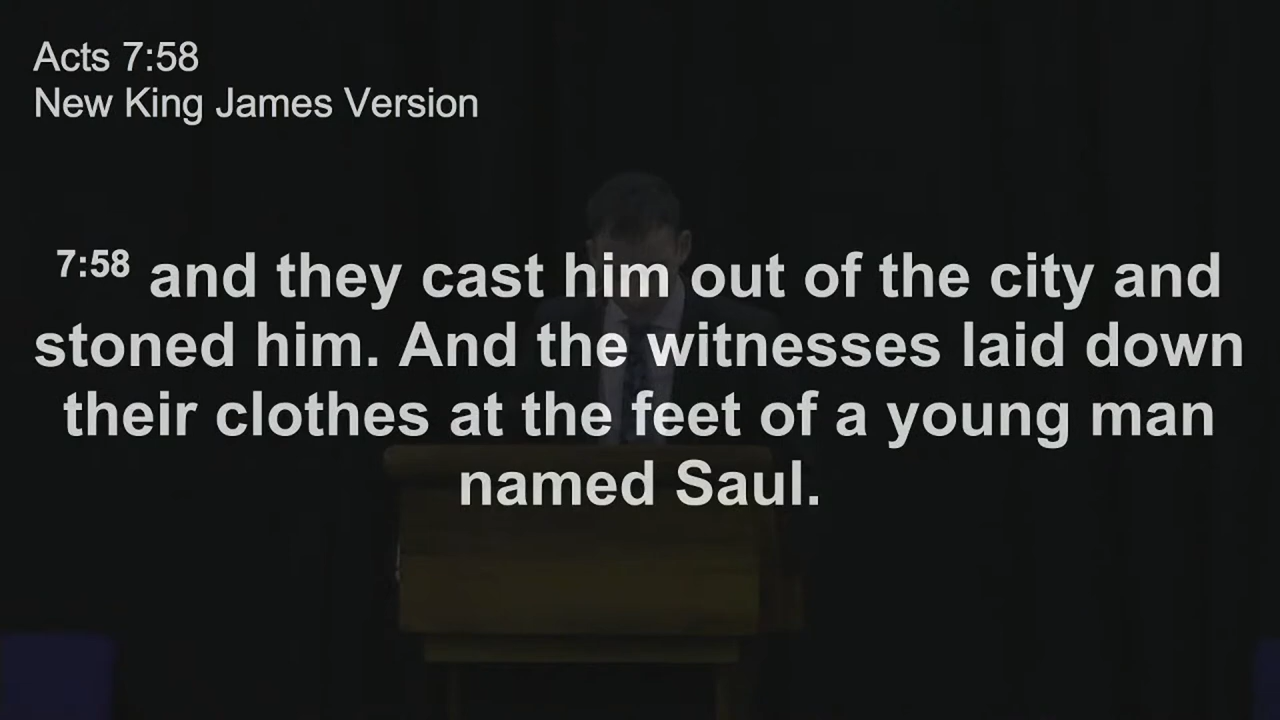 Acts 7:58
New King James Version
7:58 and they cast him out of the city and
stoned him. And the witnesses laid down
their clothes at the feet of a young man
named Saul.